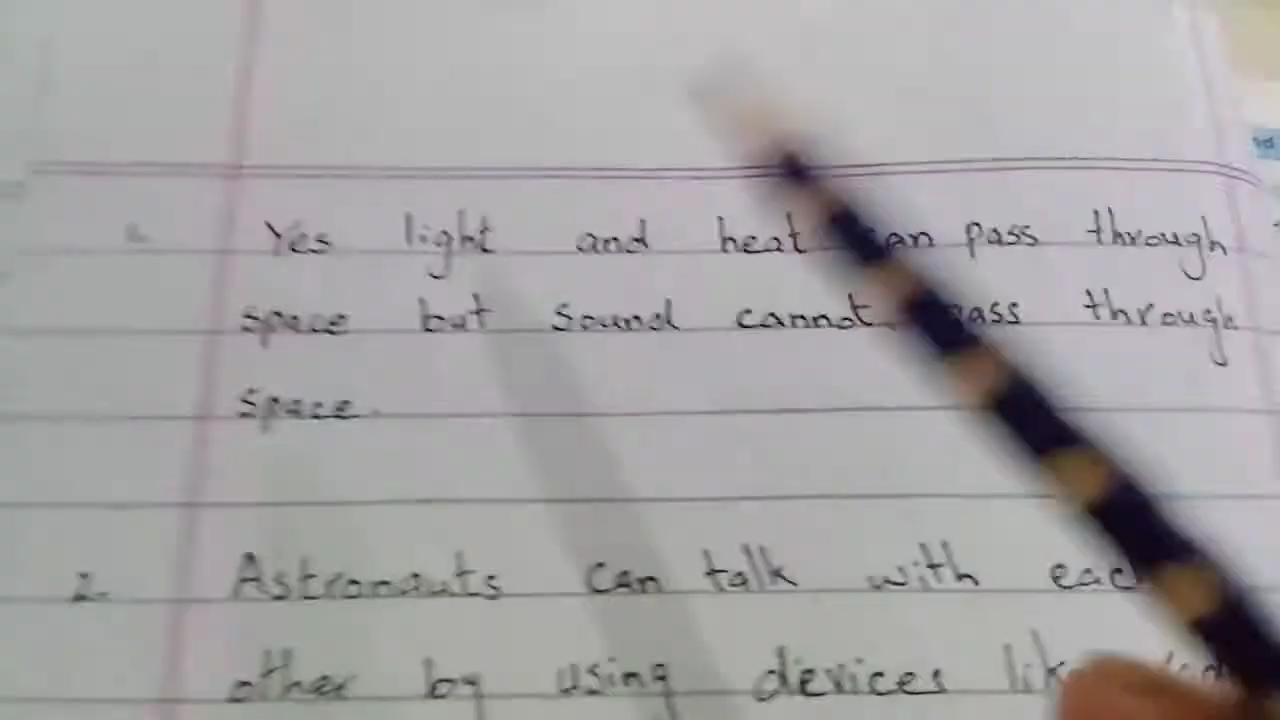 Yes light and heat can pass through
space but sound cannot pass through
space.
2. Astronauts can talk with each
other by using devices like